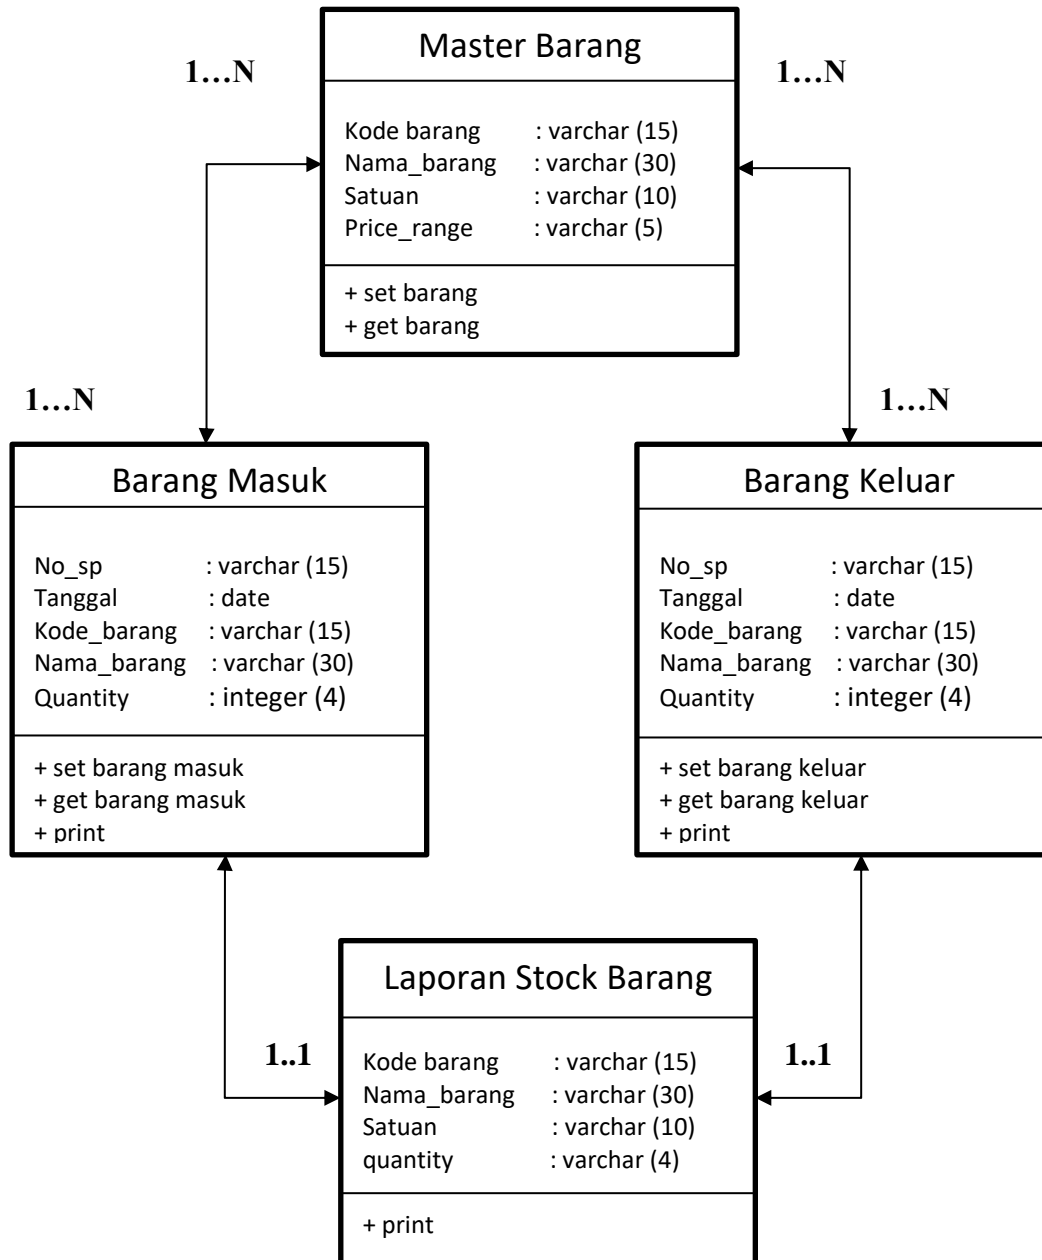 Master Barang
1…N
1…N
Kode barang : varchar (15)
Nama_barang : varchar (30)
Satuan : varchar (10)
Price_range : varchar (5)
+ set barang
+ get barang
1…N
1…N
Barang Masuk
No_sp : varchar (15)
Tanggal : date
Kode_barang : varchar (15)
Nama_barang : varchar (30)
Quantity : integer (4)
+ set barang masuk
+ get barang masuk
+ print
Barang Keluar
No_sp : varchar (15)
Tanggal : date
Kode_barang : varchar (15)
Nama_barang : varchar (30)
Quantity : integer (4)
+ set barang keluar
+ get barang keluar
+ print
Laporan Stock Barang
1..1
1..1
Kode barang : varchar (15)
Nama_barang : varchar (30)
Satuan : varchar (10)
quantity : varchar (4)
+ print